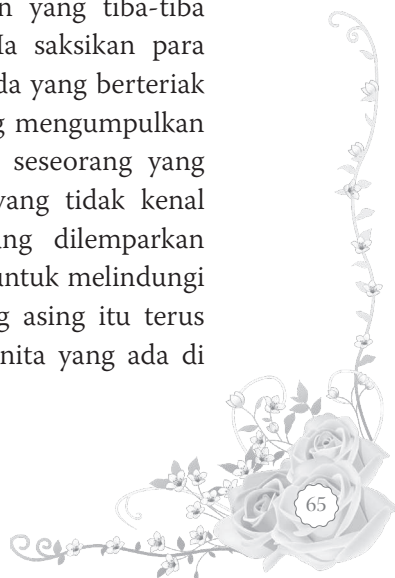 n yang tiba-tiba
Ia saksikan para
da yang berteriak
g mengumpulkan
seseorang yang
yang tidak kenal
ng dilemparkan
untuk melindungi
g asing itu terus
nita yang ada di
65